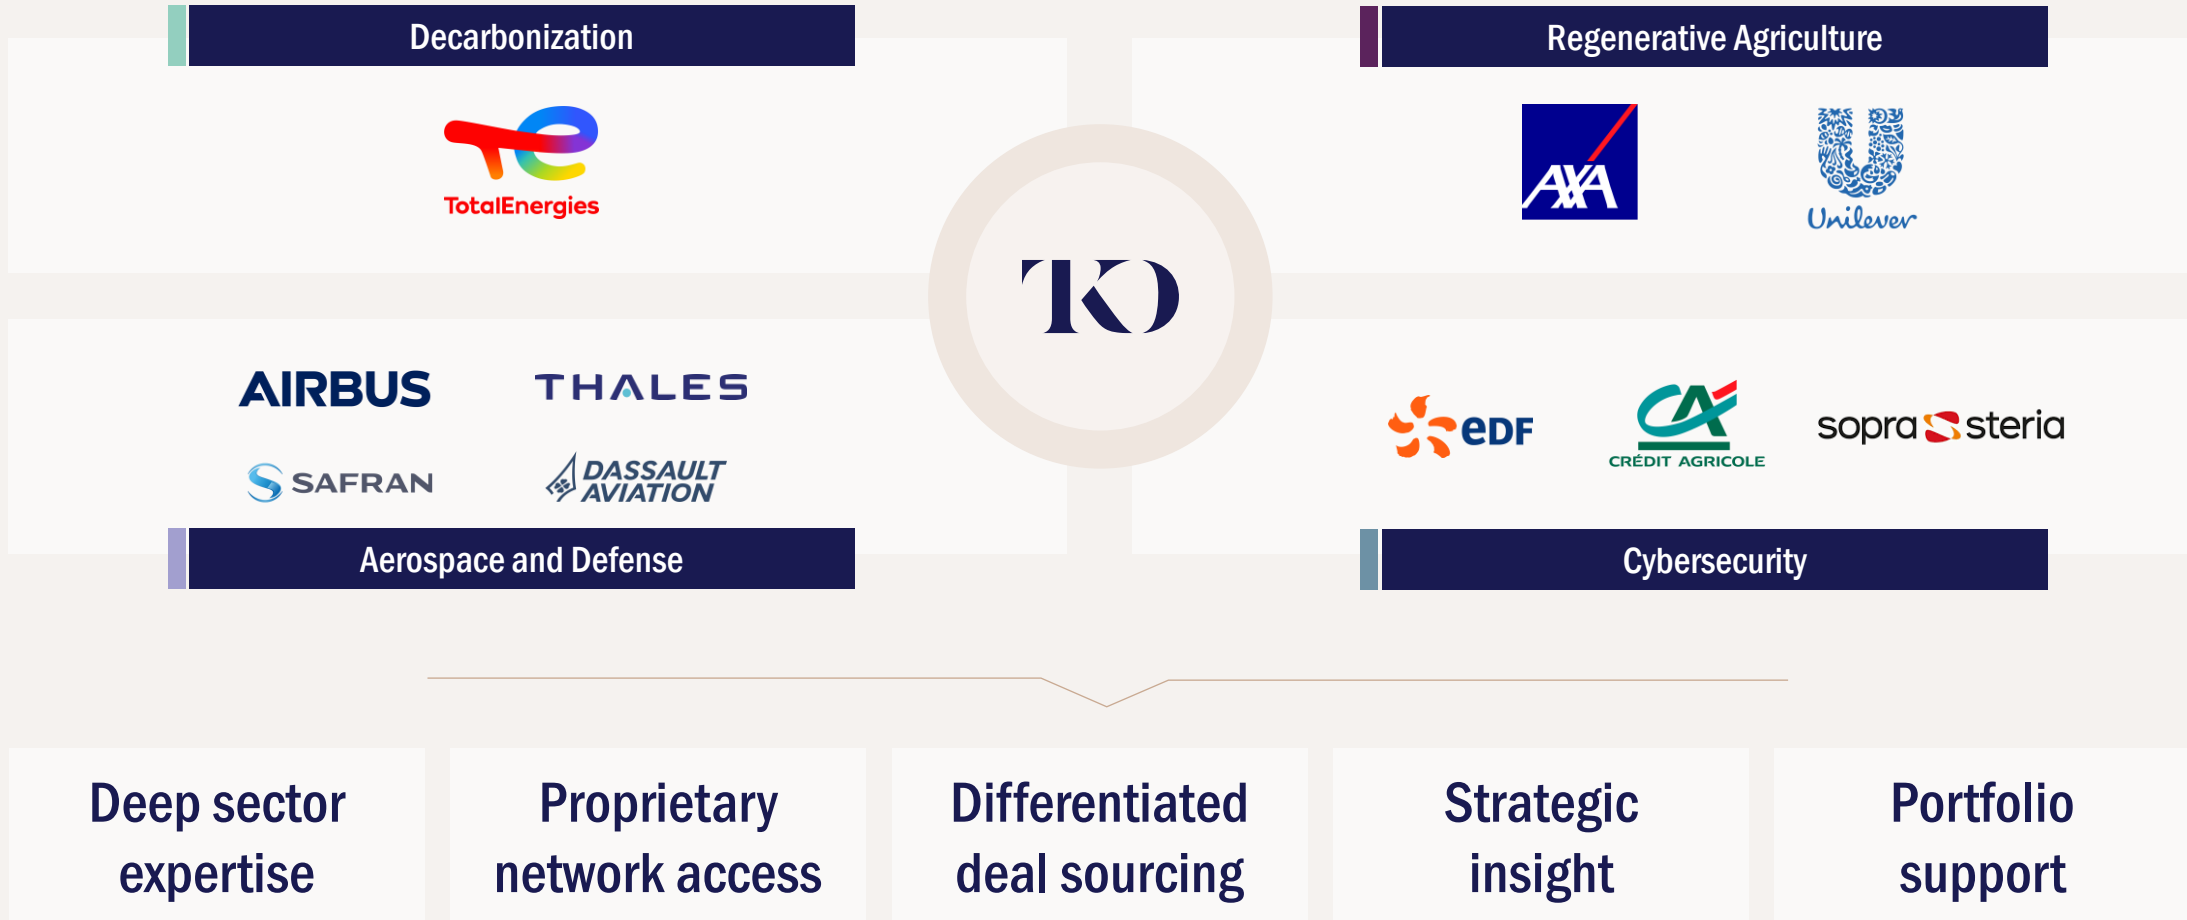 Decarbonization
Regenerative Agriculture
TotalEnergies
AXA
Unilever
TKO
AIRBUS
THALES
SAFRAN
DASSAULT
AVIATION
eDF
CRÉDIT AGRICOLE
sopra steria
Aerospace and Defense
Cybersecurity
Deep sector
expertise
Proprietary
network access
Differentiated
deal sourcing
Strategic
insight
Portfolio
support